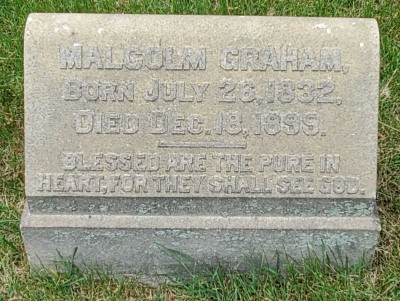 MALCOLM GRAHAM,
BORN JULY 26, 1832,
DIED DEC. 18, 1899.
BLESSED ARE THE PURE IN
HEART, FOR THEY SHALL SEE GOD.